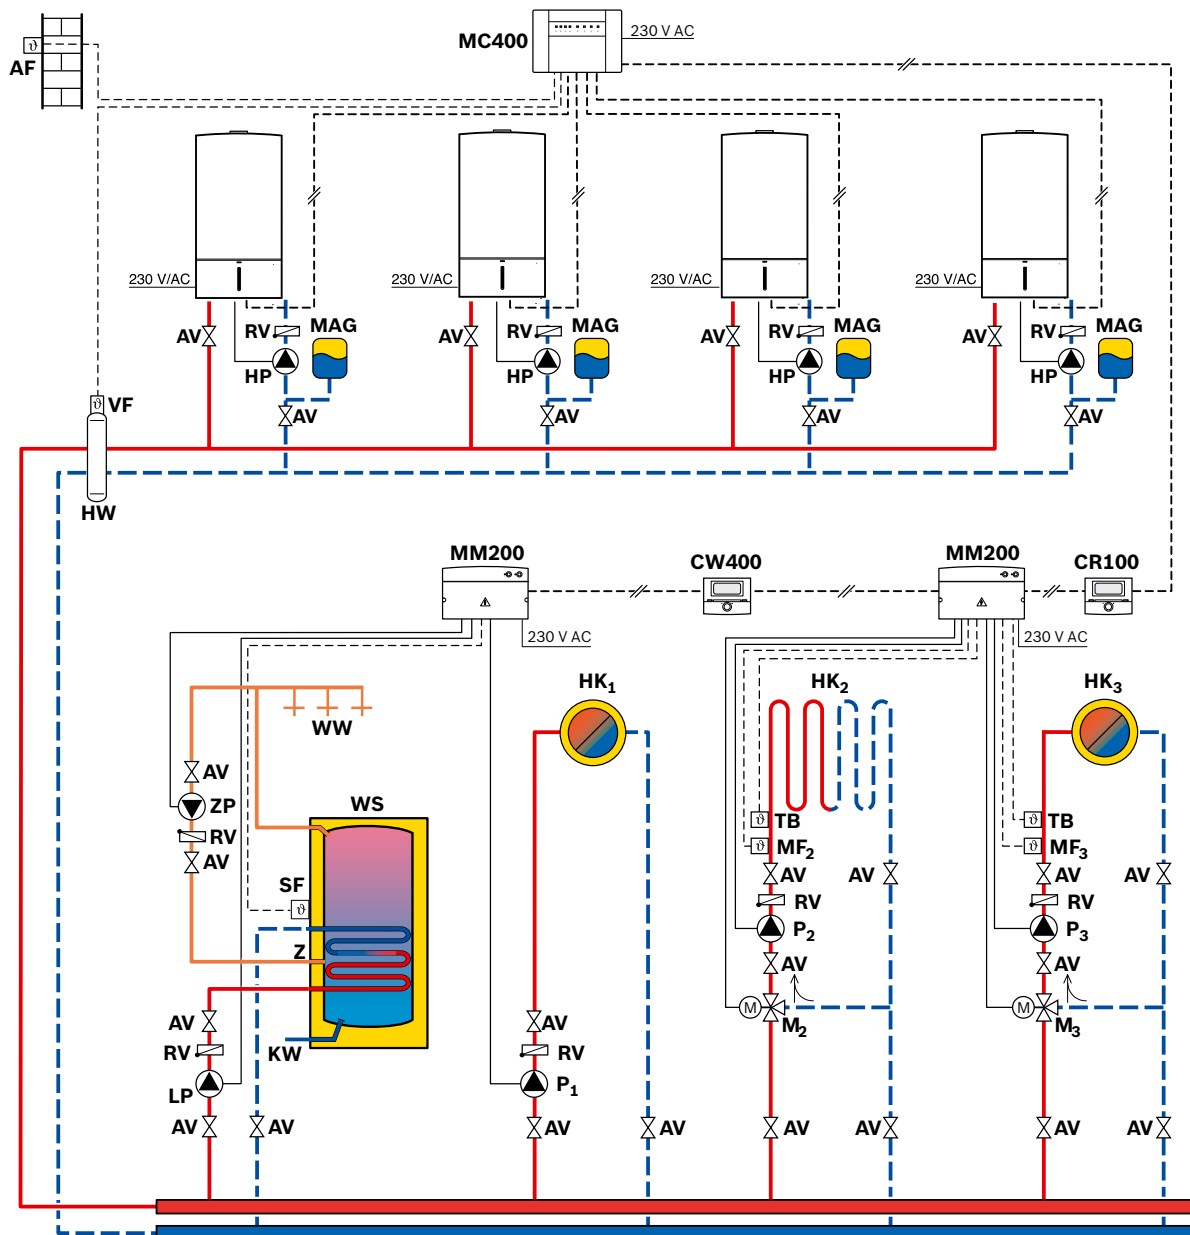 MC400
230 V AC
AF
ϑ
230 V/AC
230 V/AC
230 V/AC
230 V/AC
AV
RV
MAG
HP
AV
AV
RV
MAG
HP
AV
AV
RV
MAG
HP
AV
AV
RV
MAG
HP
AV
ϑ
VF
HW
MM200
CW400
MM200
CR100
230 V AC
230 V AC
WW
HK1
HK2
HK3
AV
ZP
RV
AV
WS
SF
ϑ
Z
KW
ϑ
TB
ϑ
MF2
AV
AV
RV
P2
AV
M
M2
ϑ
TB
ϑ
MF3
AV
AV
RV
P3
AV
M
M3
AV
RV
LP
AV
AV
AV
RV
P1
AV
AV
AV
AV
AV
AV